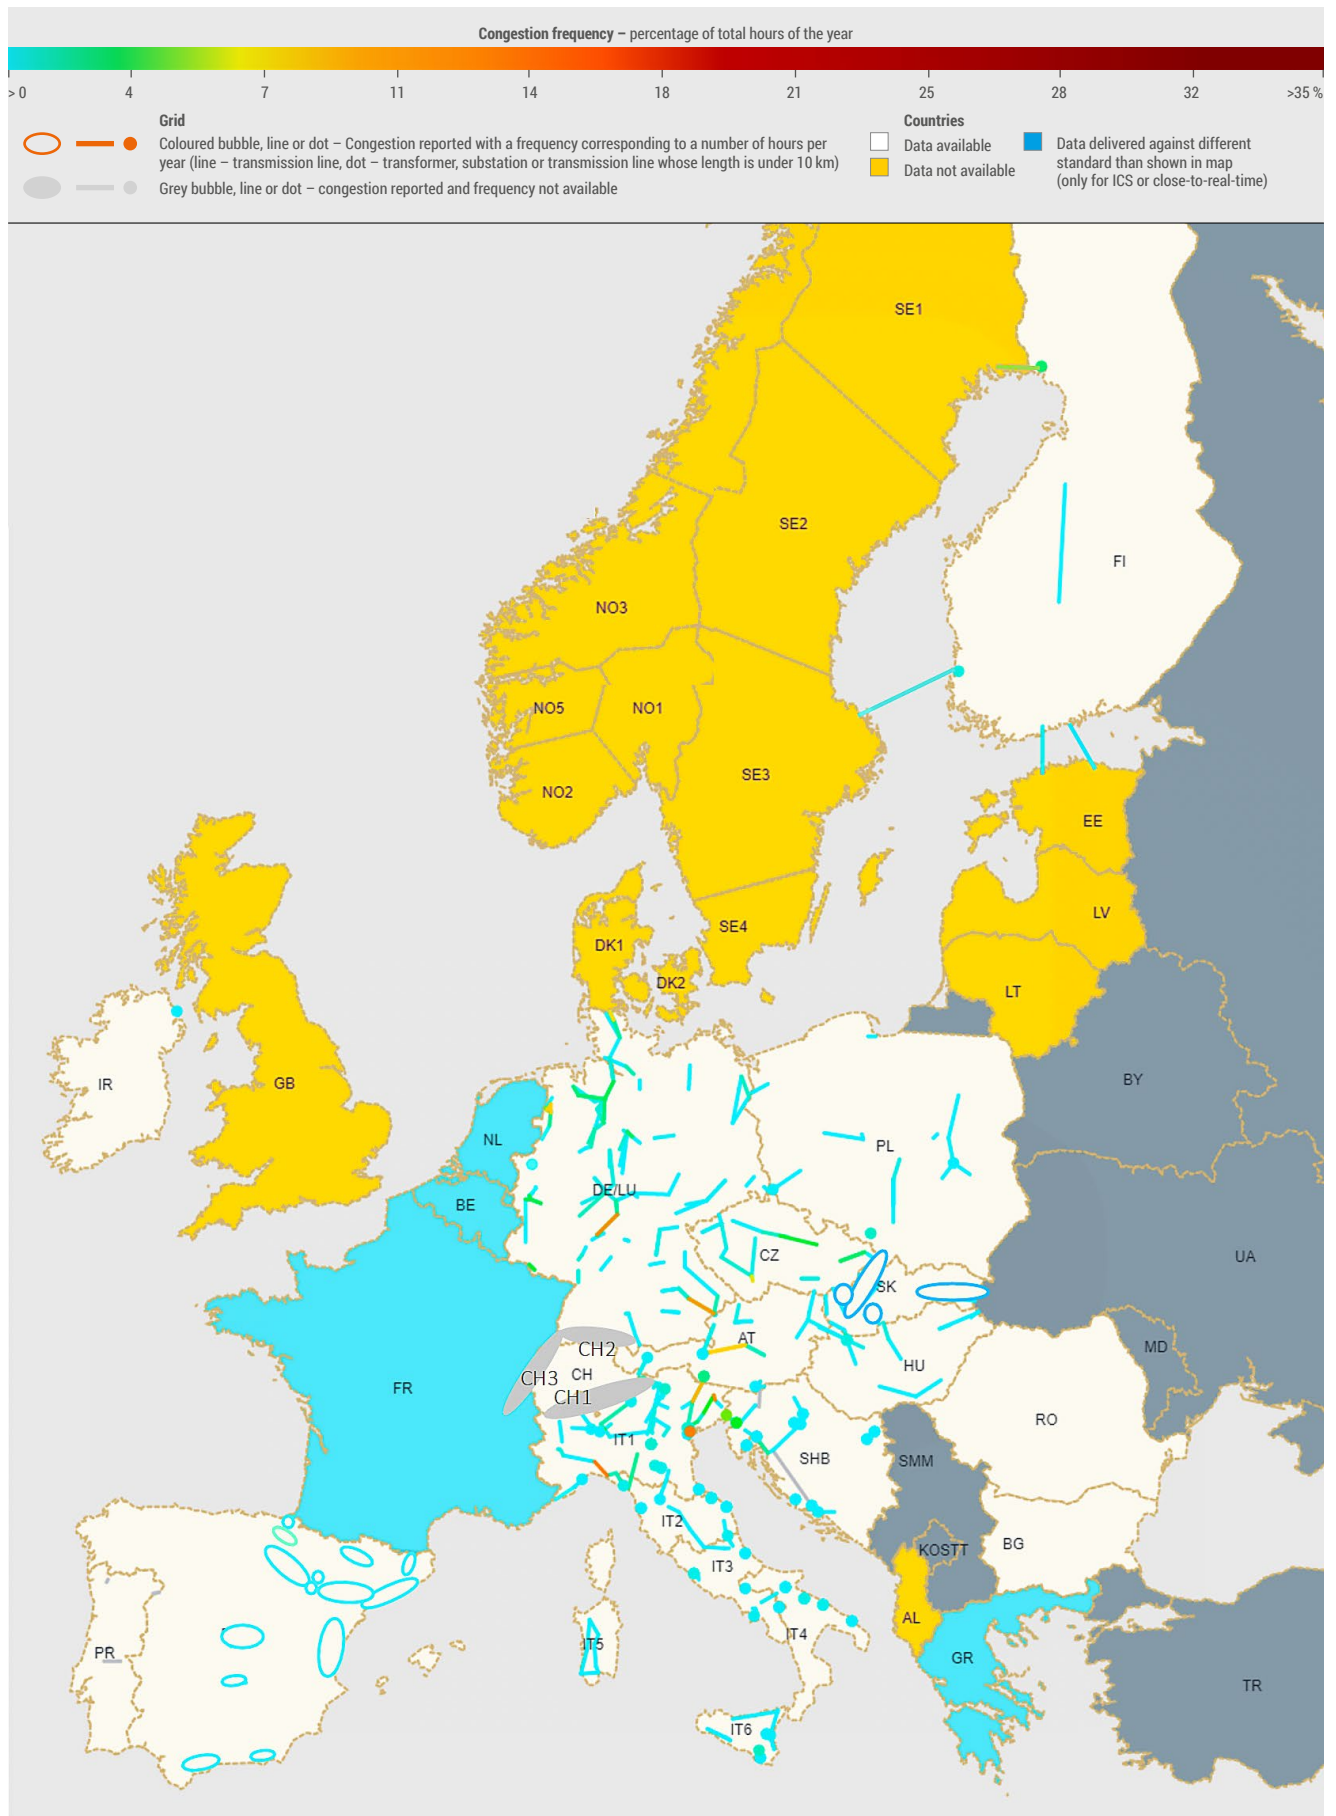 Congestion frequency – percentage of total hours of the year
> 0 4 7 11 14 18 21 25 28 32 >35 %
Grid
Coloured bubble, line or dot – Congestion reported with a frequency corresponding to a number of hours per
year (line – transmission line, dot – transformer, substation or transmission line whose length is under 10 km)
Grey bubble, line or dot – congestion reported and frequency not available
Countries
Data available
Data not available
Data delivered against different
standard than shown in map
(only for ICS or close-to-real-time)
SE1
SE2
FI
NO3
NO5
NO1
SE3
NO2
EE
LV
SE4
DK1
DK2
LT
IR
GB
BY
NL
PL
DE/LU
BE
CZ
UA
SK
AT
CH2
MD
HU
CH
CH3
FR
CH1
RO
IT1
SHB
SMM
IT2
KOSTT
BG
IT3
AL
IT4
IT5
PR
GR
TR
IT6